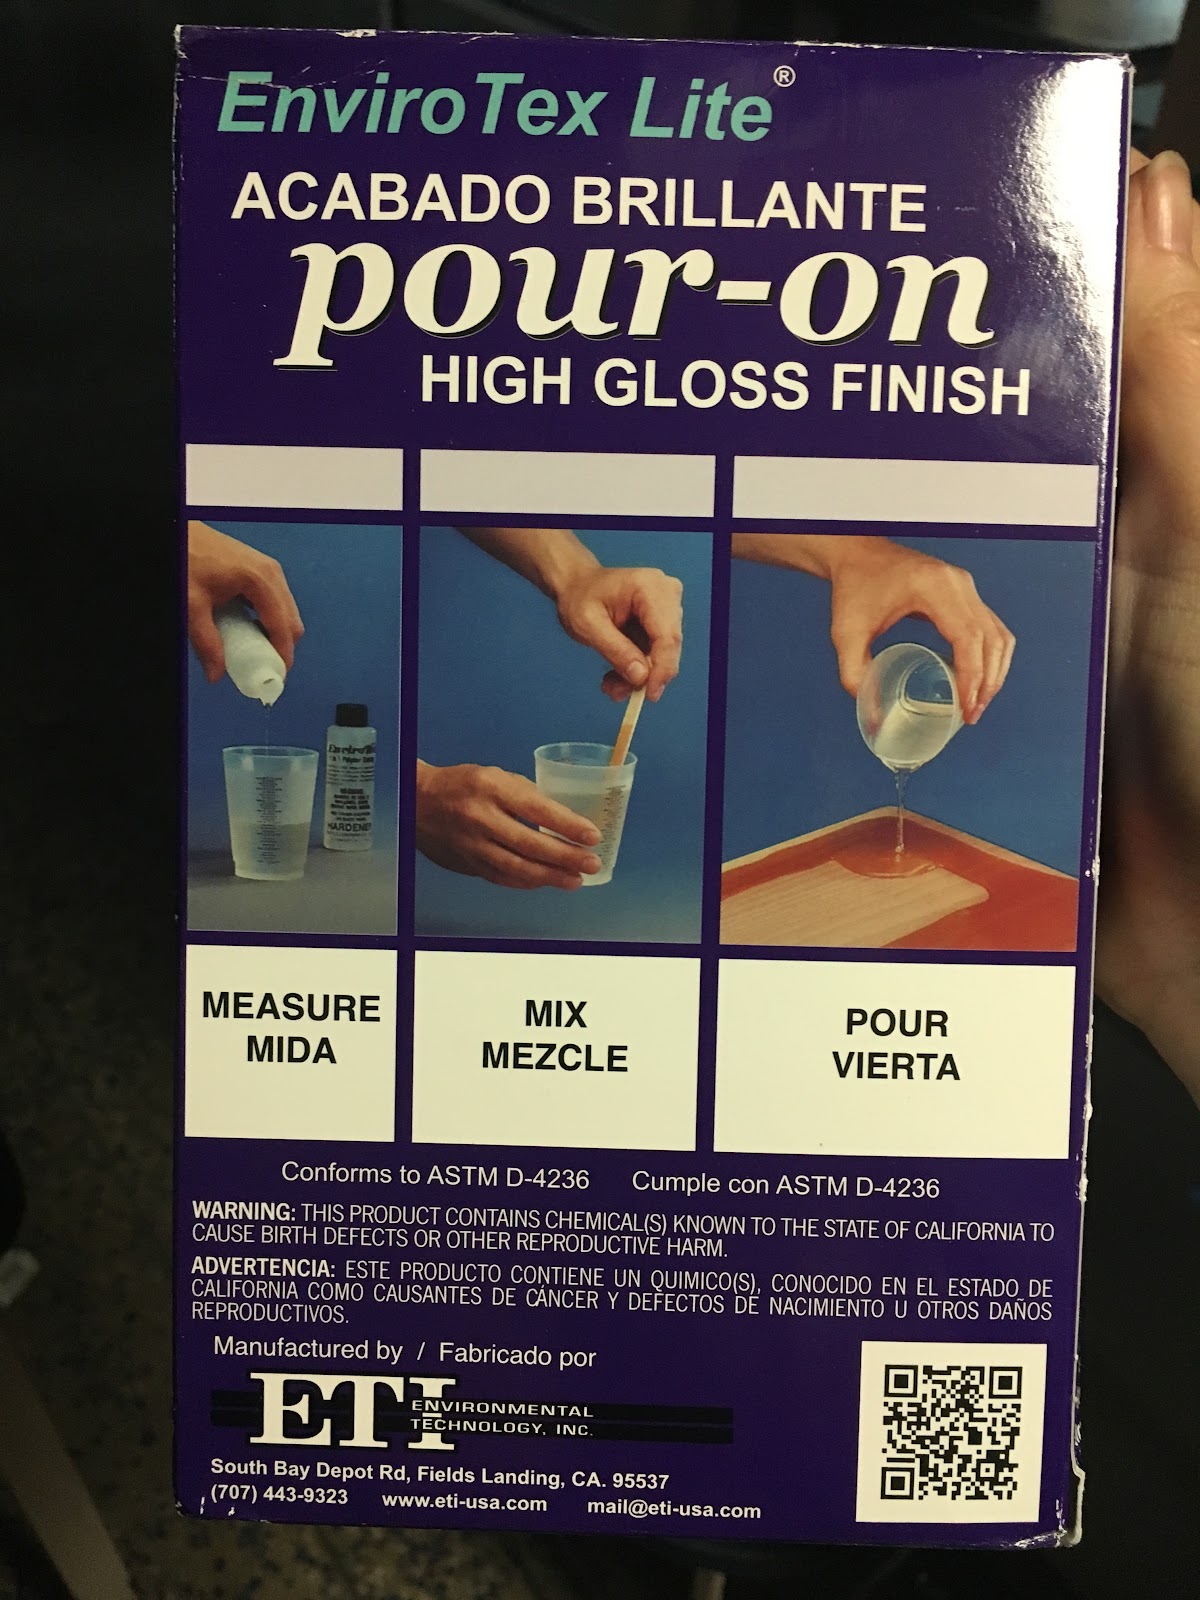 EnviroTex Lite®
ACABADO BRILLANTE
pour-on
HIGH GLOSS FINISH
HARDENER
MEASURE
MIDA
MIX
MEZCLE
POUR
VIERTA
Conforms to ASTM D-4236 Cumple con ASTM D-4236
WARNING: THIS PRODUCT CONTAINS CHEMICAL(S) KNOWN TO THE STATE OF CALIFORNIA TO
CAUSE BIRTH DEFECTS OR OTHER REPRODUCTIVE HARM.
ADVERTENCIA: ESTE PRODUCTO CONTIENE UN QUIMICO(S), CONOCIDO EN EL ESTADO DE
CALIFORNIA COMO CAUSANTES DE CÁNCER Y DEFECTOS DE NACIMIENTO U OTROS DAÑOS
REPRODUCTIVOS.
Manufactured by / Fabricado por
ETI ENVIRONMENTAL
TECHNOLOGY, INC.
South Bay Depot Rd, Fields Landing, CA. 95537
(707) 443-9323 www.eti-usa.com mail@eti-usa.com